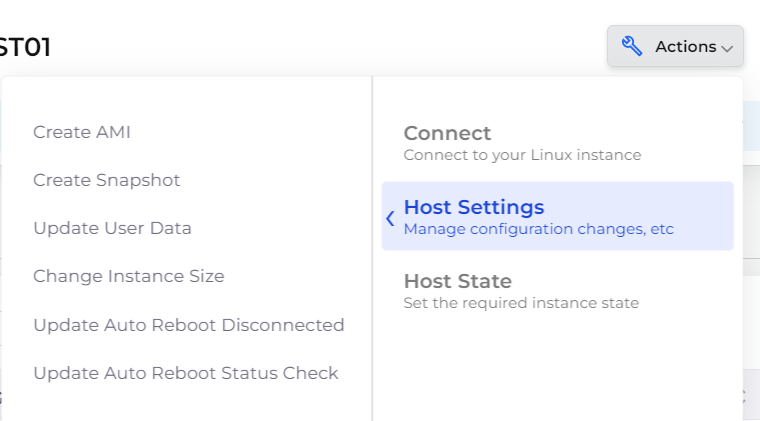 ST01
Actions
Create AMI
Create Snapshot
Update User Data
Change Instance Size
Update Auto Reboot Disconnected
Update Auto Reboot Status Check
Connect
Connect to your Linux instance
Host Settings
Manage configuration changes, etc
Host State
Set the required instance state